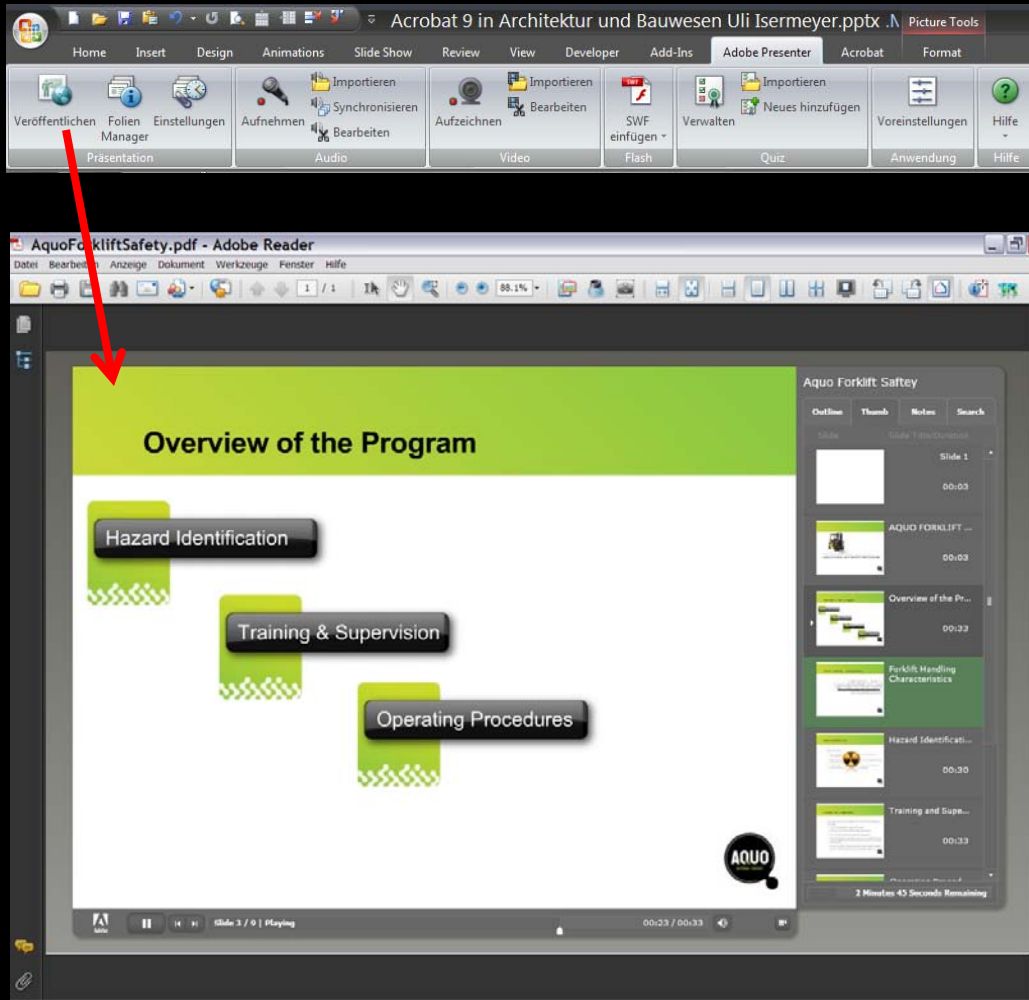 Acrobat 9 in Architektur und Bauwesen Uli Isermeyer.pptx
Picture Tools
Home Insert Design Animations Slide Show Review View Developer Add-Ins Adobe Presenter Acrobat Format
Veröffentlichen
Folien Manager
Einstellungen
Präsentation
Aufnehmen
Importieren
Synchronisieren
Bearbeiten
Audio
Aufzeichnen
Importieren
Bearbeiten
Video
SWF einfügen
Flash
Verwalten
Importieren
Neues hinzufügen
Quiz
Voreinstellungen
Anwendung
Hilfe
Hilfe
AquoForkliftSafety.pdf - Adobe Reader
Datei Bearbeiten Anzeige Dokument Werkzeuge Fenster Hilfe
1 / 1
88.1%
Overview of the Program
Hazard Identification
Training & Supervision
Operating Procedures
AQUO
Aquo Forklift Saftey
Outline Thumb Notes Search
Slide Slide Title/Duration
Slide 1
00:03
AQUO FORKLIFT ...
00:03
Overview of the Pr...
00:33
Forklift Handling
Characteristics
Hazard Identificati...
00:30
Training and Supe...
00:33
2 Minutes 45 Seconds Remaining
Slide 3 / 9 | Playing
00:23 / 00:33